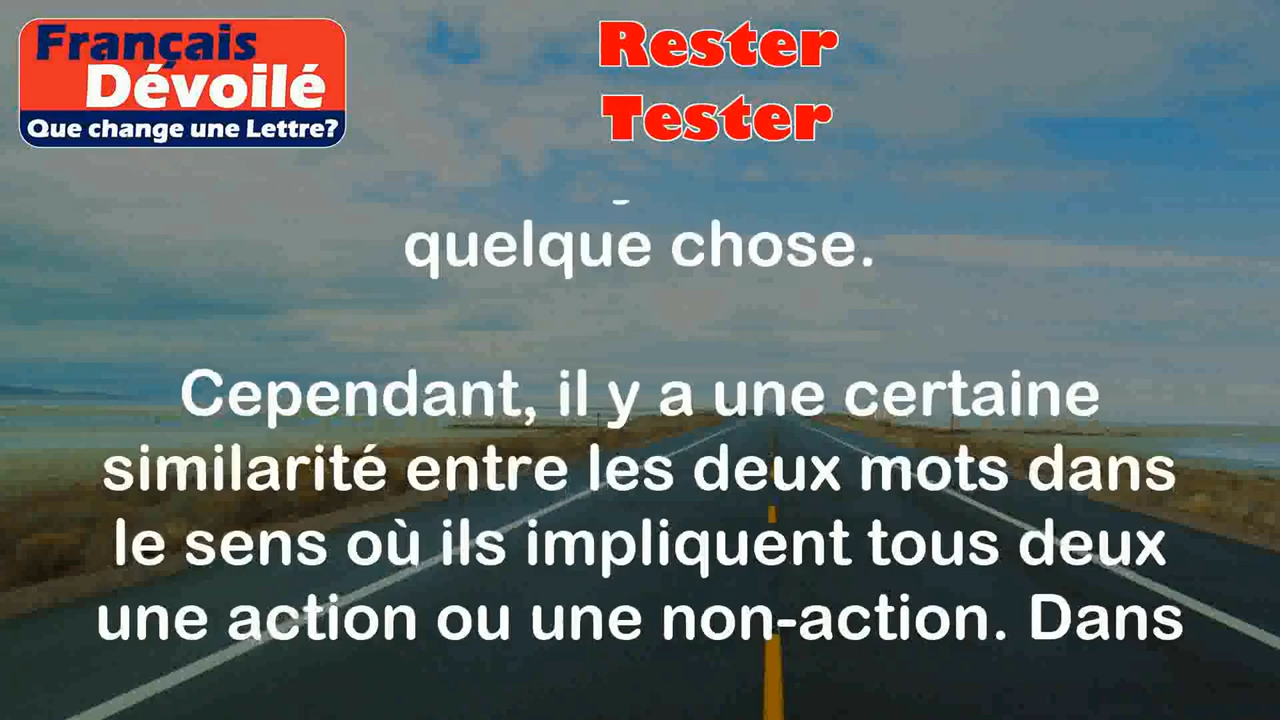 Français
Dévoilé
Que change une Lettre?
Rester
Tester
quelque chose.
Cependant, il y a une certaine
similarité entre les deux mots dans
le sens où ils impliquent tous deux
une action ou une non-action. Dans